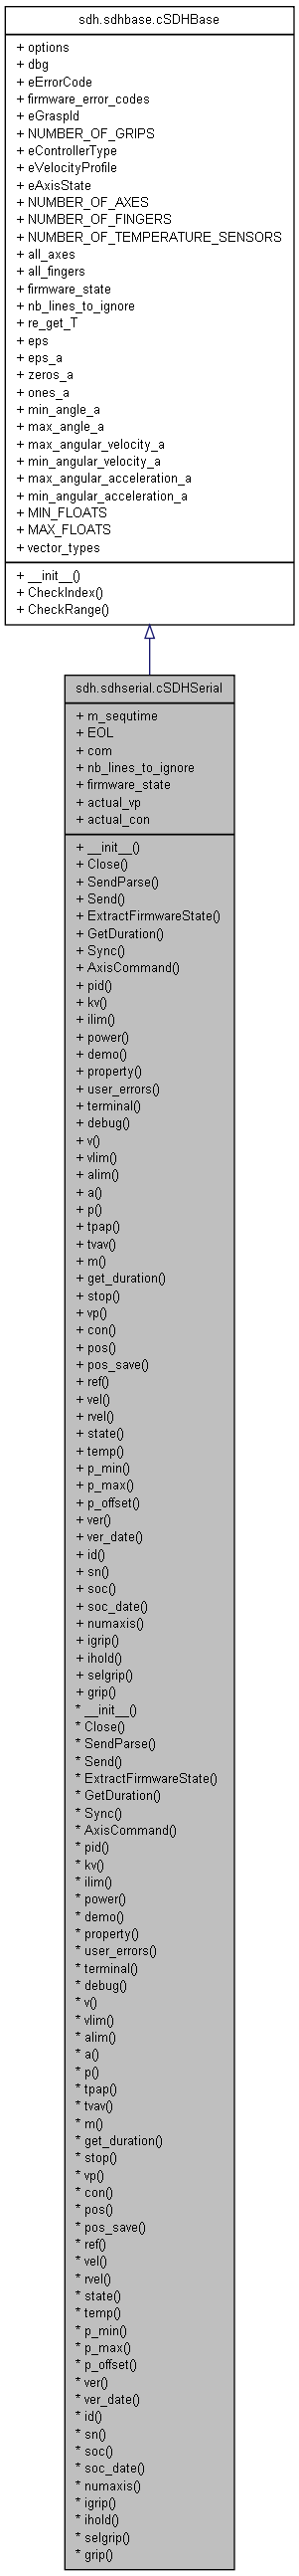 sdh.sdhbase.cSDHBase
+ options
+ dbg
+ eErrorCode
+ firmware_error_codes
+ eGraspId
+ NUMBER_OF_GRIPS
+ eControllerType
+ eVelocityProfile
+ eAxisState
+ NUMBER_OF_AXES
+ NUMBER_OF_FINGERS
+ NUMBER_OF_TEMPERATURE_SENSORS
+ all_axes
+ all_fingers
+ firmware_state
+ nb_lines_to_ignore
+ re_get_T
+ eps
+ eps_a
+ zeros_a
+ ones_a
+ min_angle_a
+ max_angle_a
+ max_angular_velocity_a
+ min_angular_velocity_a
+ max_angular_acceleration_a
+ min_angular_acceleration_a
+ MIN_FLOATS
+ MAX_FLOATS
+ vector_types
+ __init__()
+ CheckIndex()
+ CheckRange()
sdh.sdhserial.cSDHSerial
+ m_sequtime
+ EOL
+ com
+ nb_lines_to_ignore
+ firmware_state
+ actual_vp
+ actual_con
+ __init__()
+ Close()
+ SendParse()
+ Send()
+ ExtractFirmwareState()
+ GetDuration()
+ Sync()
+ AxisCommand()
+ pid()
+ kv()
+ ilim()
+ power()
+ demo()
+ property()
+ user_errors()
+ terminal()
+ debug()
+ v()
+ vlim()
+ alim()
+ a()
+ p()
+ tpap()
+ tvav()
+ m()
+ get_duration()
+ stop()
+ vp()
+ con()
+ pos()
+ pos_save()
+ ref()
+ vel()
+ rvel()
+ state()
+ temp()
+ p_min()
+ p_max()
+ p_offset()
+ ver()
+ ver_date()
+ id()
+ sn()
+ soc()
+ soc_date()
+ numaxis()
+ igrip()
+ ihold()
+ selgrip()
+ grip()
* __init__()
* Close()
* SendParse()
* Send()
* ExtractFirmwareState()
* GetDuration()
* Sync()
* AxisCommand()
* pid()
* kv()
* ilim()
* power()
* demo()
* property()
* user_errors()
* terminal()
* debug()
* v()
* vlim()
* alim()
* a()
* p()
* tpap()
* tvav()
* m()
* get_duration()
* stop()
* vp()
* con()
* pos()
* pos_save()
* ref()
* vel()
* rvel()
* state()
* temp()
* p_min()
* p_max()
* p_offset()
* ver()
* ver_date()
* id()
* sn()
* soc()
* soc_date()
* numaxis()
* igrip()
* ihold()
* selgrip()
* grip()